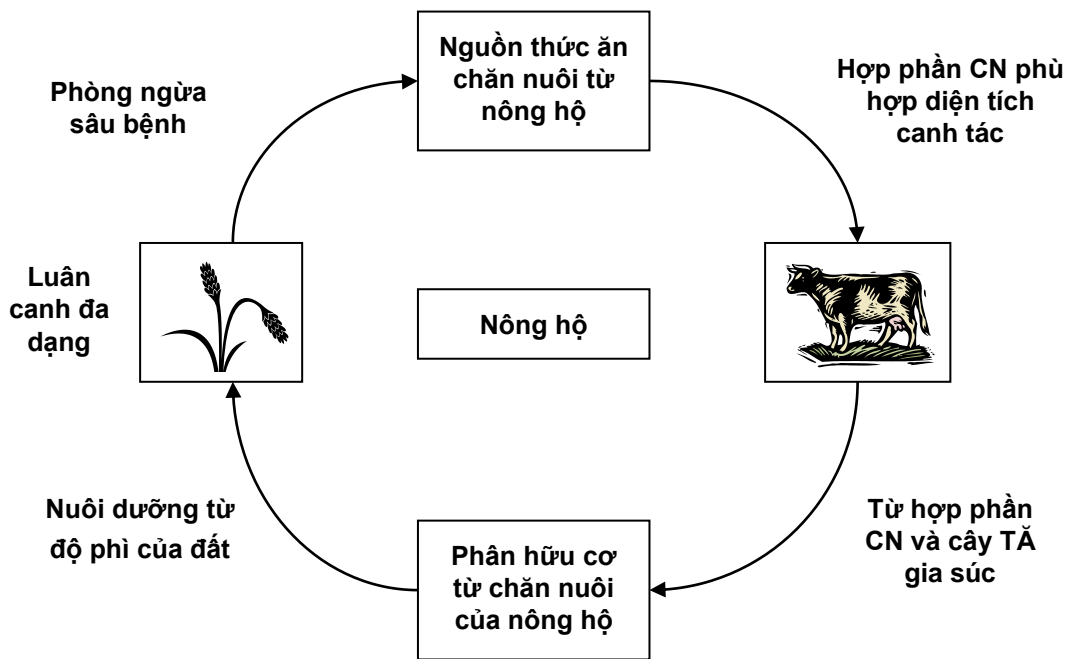 Nguồn thức ăn
chăn nuôi từ
nông hộ
Phòng ngừa
sâu bệnh
Hợp phần CN phù
hợp diện tích
canh tác
Luân
canh đa
dạng
Nông hộ
Nuôi dưỡng từ
độ phì của đất
Từ hợp phần
CN và cây TĂ
gia súc
Phân hữu cơ
từ chăn nuôi
của nông hộ